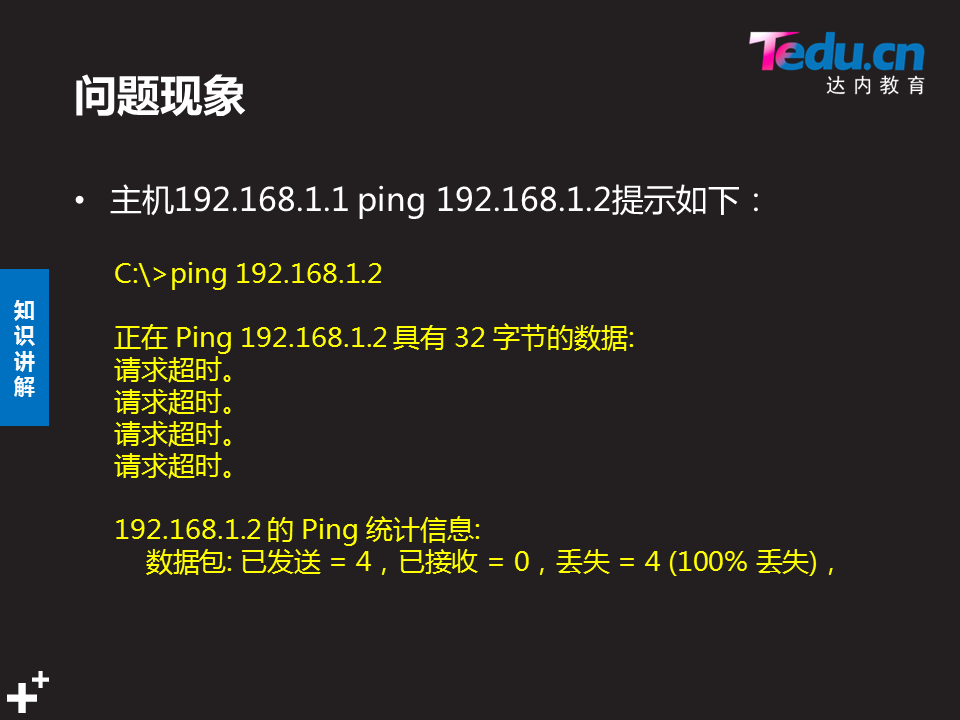 Tedu.cn
达内教育
问题现象
• 主机192.168.1.1 ping 192.168.1.2提示如下：
C:\>ping 192.168.1.2
正在 Ping 192.168.1.2 具有 32 字节的数据:
请求超时。
请求超时。
请求超时。
请求超时。
192.168.1.2 的 Ping 统计信息:
数据包: 已发送 = 4，已接收 = 0，丢失 = 4 (100% 丢失)，
知识讲解